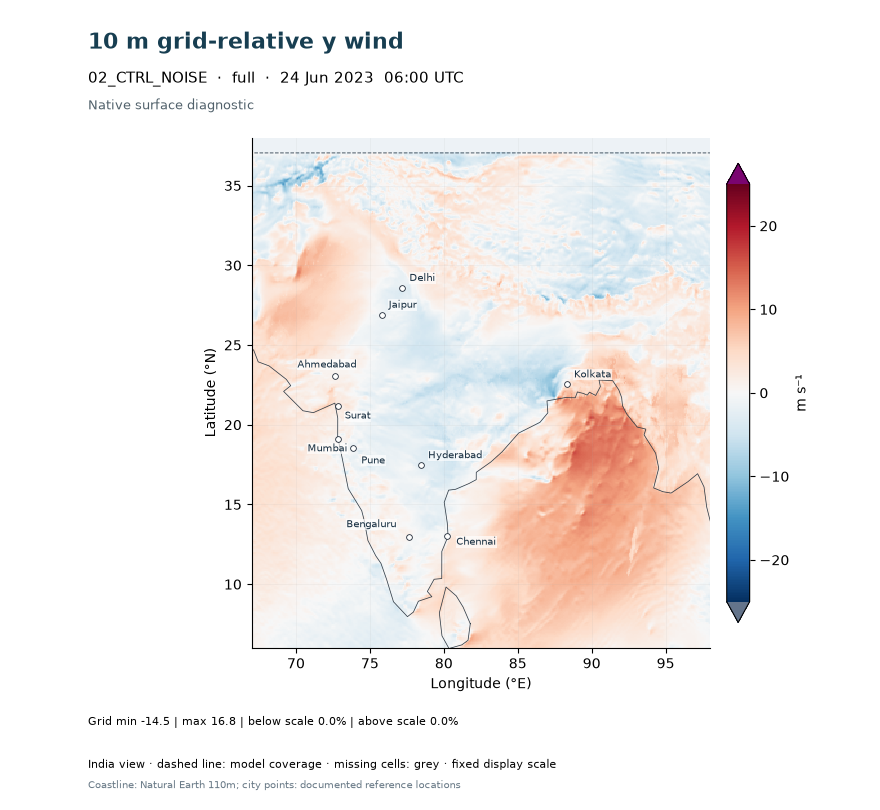 10 m grid-relative y wind
02_CTRL_NOISE · full · 24 Jun 2023 06:00 UTC
Native surface diagnostic
35
30
25
20
15
10
Latitude (°N)
70
75
80
85
90
95
Longitude (°E)
Delhi
Jaipur
Ahmedabad
Kolkata
Surat
Mumbai
Pune
Hyderabad
Bengaluru
Chennai
20
10
0
−10
−20
m s⁻¹
Grid min -14.5 | max 16.8 | below scale 0.0% | above scale 0.0%
India view · dashed line: model coverage · missing cells: grey · fixed display scale
Coastline: Natural Earth 110m; city points: documented reference locations